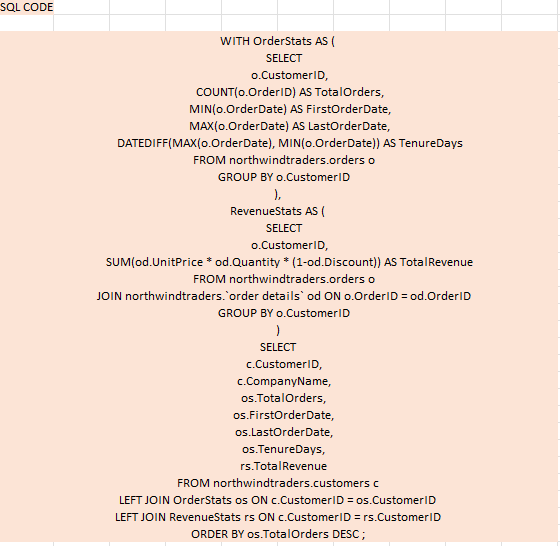 SQL CODE
WITH OrderStats AS (
SELECT
o.CustomerID,
COUNT(o.OrderID) AS TotalOrders,
MIN(o.OrderDate) AS FirstOrderDate,
MAX(o.OrderDate) AS LastOrderDate,
DATEDIFF(MAX(o.OrderDate), MIN(o.OrderDate)) AS TenureDays
FROM northwindtraders.orders o
GROUP BY o.CustomerID
),
RevenueStats AS (
SELECT
o.CustomerID,
SUM(od.UnitPrice * od.Quantity * (1-od.Discount)) AS TotalRevenue
FROM northwindtraders.orders o
JOIN northwindtraders.`order details` od ON o.OrderID = od.OrderID
GROUP BY o.CustomerID
)
SELECT
c.CustomerID,
c.CompanyName,
os.TotalOrders,
os.FirstOrderDate,
os.LastOrderDate,
os.TenureDays,
rs.TotalRevenue
FROM northwindtraders.customers c
LEFT JOIN OrderStats os ON c.CustomerID = os.CustomerID
LEFT JOIN RevenueStats rs ON c.CustomerID = rs.CustomerID
ORDER BY os.TotalOrders DESC ;